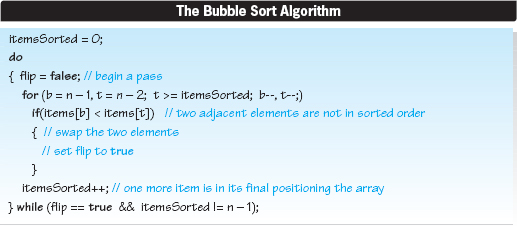 The Bubble Sort Algorithm
itemsSorted = 0;
do
{ flip = false; // begin a pass
for (b = n – 1, t = n – 2; t >= itemsSorted; b--, t--;)
if(items[b] < items[t]) // two adjacent elements are not in sorted order
{ // swap the two elements
// set flip to true
}
itemsSorted++; // one more item is in its final positioning the array
} while (flip == true && itemsSorted != n – 1);